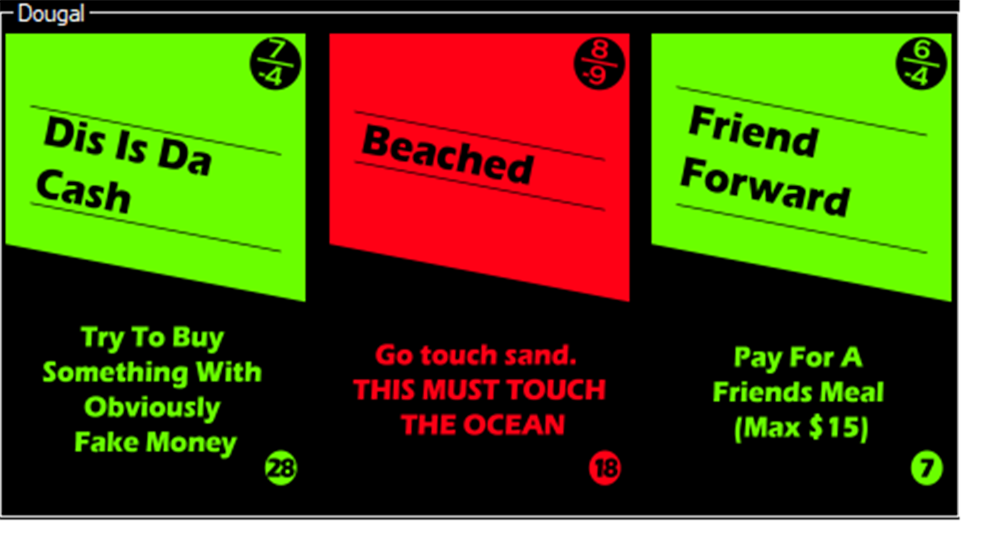 Dougal
7
-4
Dis Is Da
Cash
Try To Buy
Something With
Obviously
Fake Money
28
8
-9
Beached
Go touch sand.
THIS MUST TOUCH
THE OCEAN
18
6
-4
Friend
Forward
Pay For A
Friends Meal
(Max $15)
7